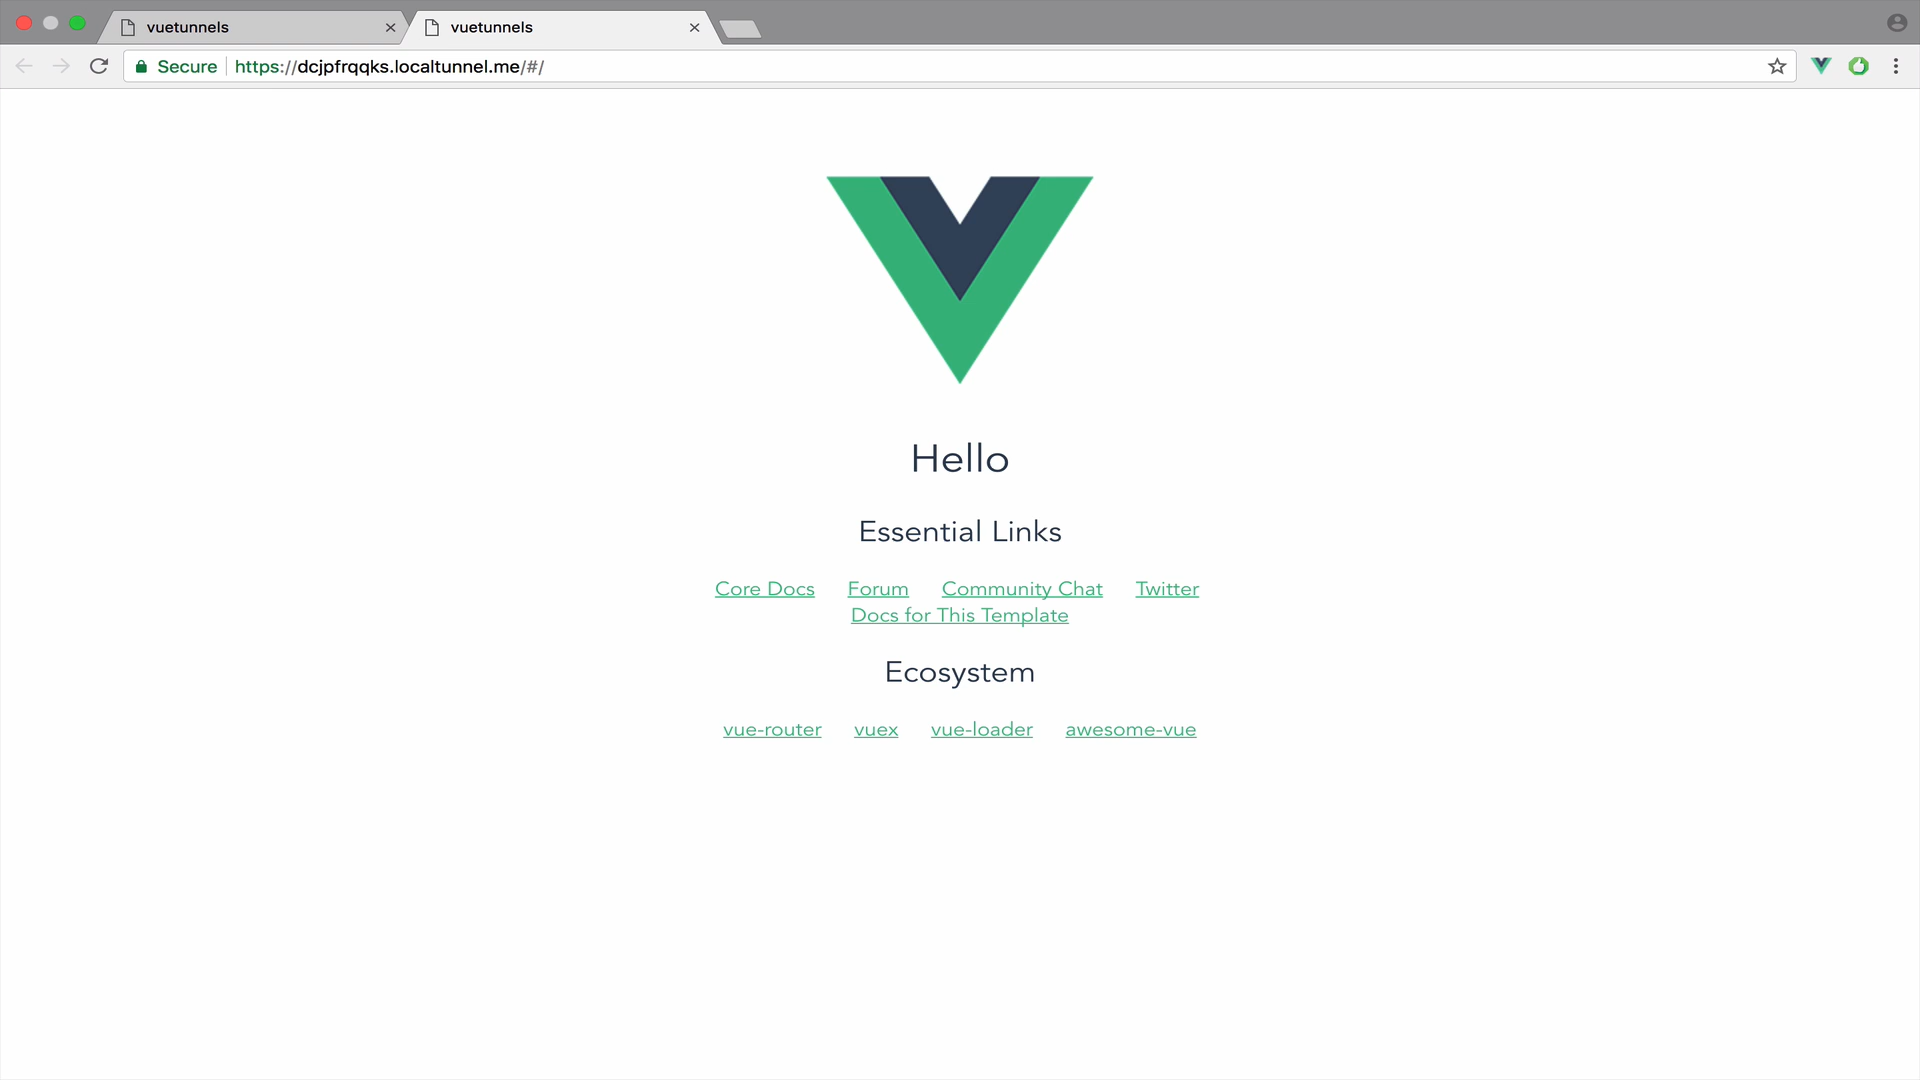 vuetunnels
vuetunnels
Secure https://dcjpfrqqks.localtunnel.me/#/
Hello
Essential Links
Core Docs Forum Community Chat Twitter
Docs for This Template
Ecosystem
vue-router vuex vue-loader awesome-vue